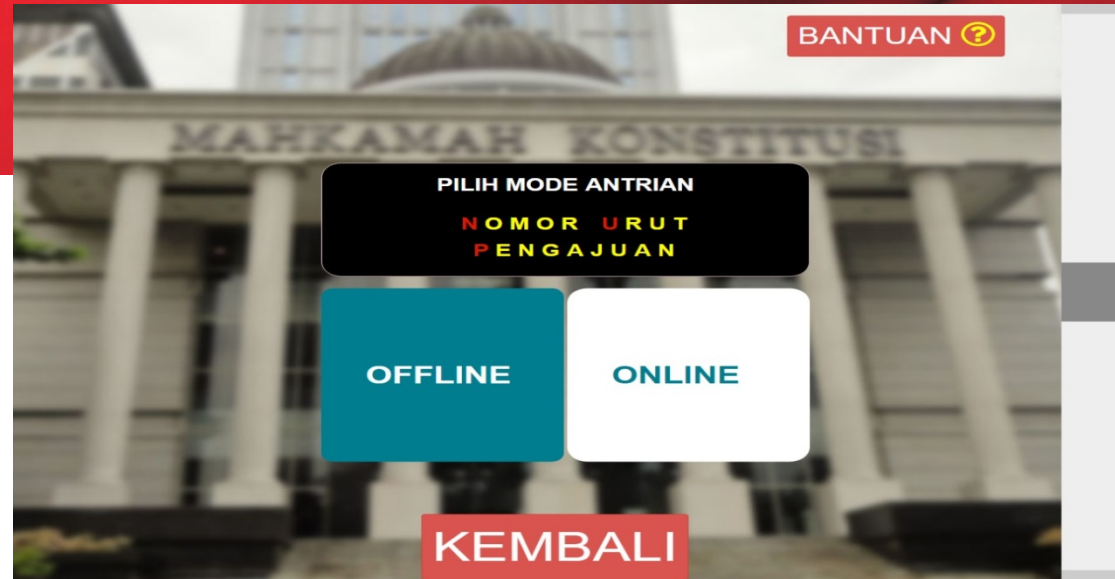 BANTUAN ?
MAHKAMAH KONSTITUSI
PILIH MODE ANTRIAN
NOMOR URUT
PENGAJUAN
OFFLINE
ONLINE
KEMBALI